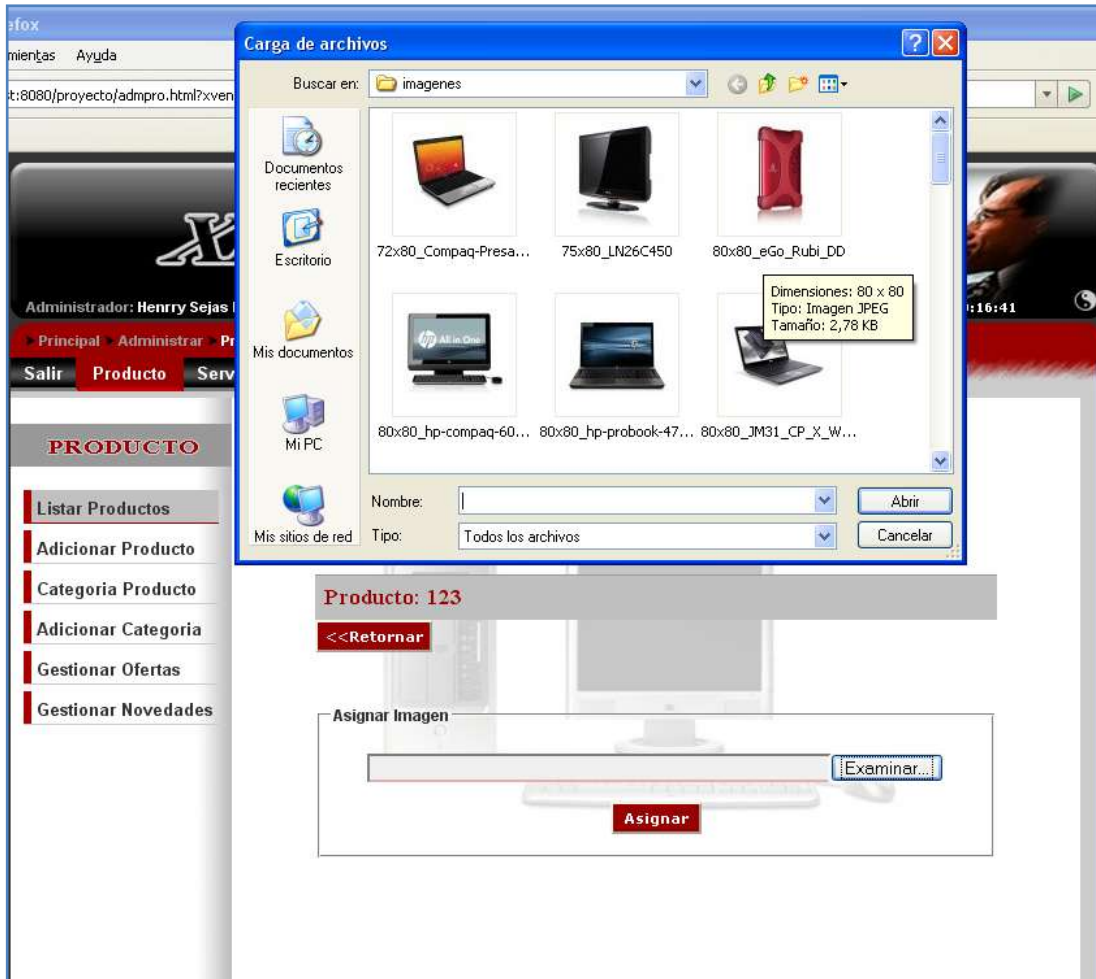 efox
mientas Ayuda
st:8080/proyecto/admpro.html?xven
Carga de archivos
Buscar en: imagenes
Documentos recientes
Escritorio
Mis documentos
Mi PC
Mis sitios de red
72x80_Compaq-Presa...
75x80_LN26C450
80x80_eGo_Rubi_DD
Dimensiones: 80 x 80
Tipo: Imagen JPEG
Tamaño: 2,78 KB
80x80_hp-compaq-60...
80x80_hp-probook-47...
80x80_JM31_CP_X_W...
Nombre:
Abrir
Tipo: Todos los archivos
Cancelar
Administrador: Henrry Sejas
:16:41
Principal Administrar Pr
Salir Producto Serv
PRODUCTO
Listar Productos
Adicionar Producto
Categoria Producto
Adicionar Categoria
Gestionar Ofertas
Gestionar Novedades
Producto: 123
<<Retornar
Asignar Imagen
Examinar...
Asignar